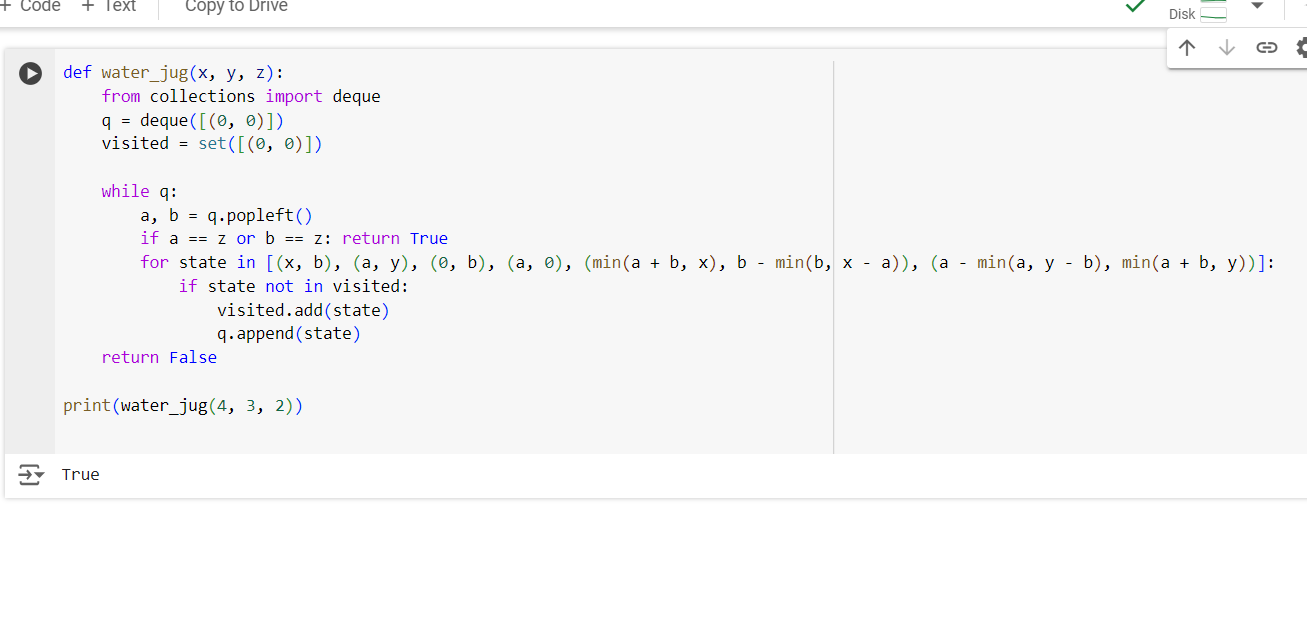 + Code + Text Copy to Drive
Disk
def water_jug(x, y, z):
    from collections import deque
    q = deque([(0, 0)])
    visited = set([(0, 0)])
    while q:
        a, b = q.popleft()
        if a == z or b == z: return True
        for state in [(x, b), (a, y), (0, b), (a, 0), (min(a + b, x), b - min(b, x - a)), (a - min(a, y - b), min(a + b, y))]:
            if state not in visited:
                visited.add(state)
                q.append(state)
    return False
print(water_jug(4, 3, 2))
True